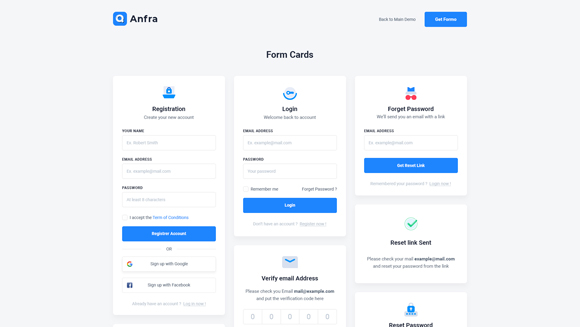 Anfra
Back to Main Demo
Get Forms
Form Cards
Registration
Create your new account
YOUR NAME
Ex. Robert Smith
EMAIL ADDRESS
Ex. example@mail.com
PASSWORD
At least 8 characters
I accept the Term of Conditions
Register Account
OR
Sign up with Google
Sign up with Facebook
Already have an account ? Log in now !
Login
Welcome back to account
EMAIL ADDRESS
Ex. example@mail.com
PASSWORD
Your password
Remember me
Forget Password ?
Login
Don't have an account ? Register now !
Verify email Address
Please check you Email mail@example.com
and put the verification code here
0 0 0 0 0
Forget Password
We'll send you an email with a link
EMAIL ADDRESS
Ex. example@mail.com
Get Reset Link
Remembered your password ? Login now !
Reset link Sent
Please check your mail example@mail.com
and reset your password from the link
Reset Password